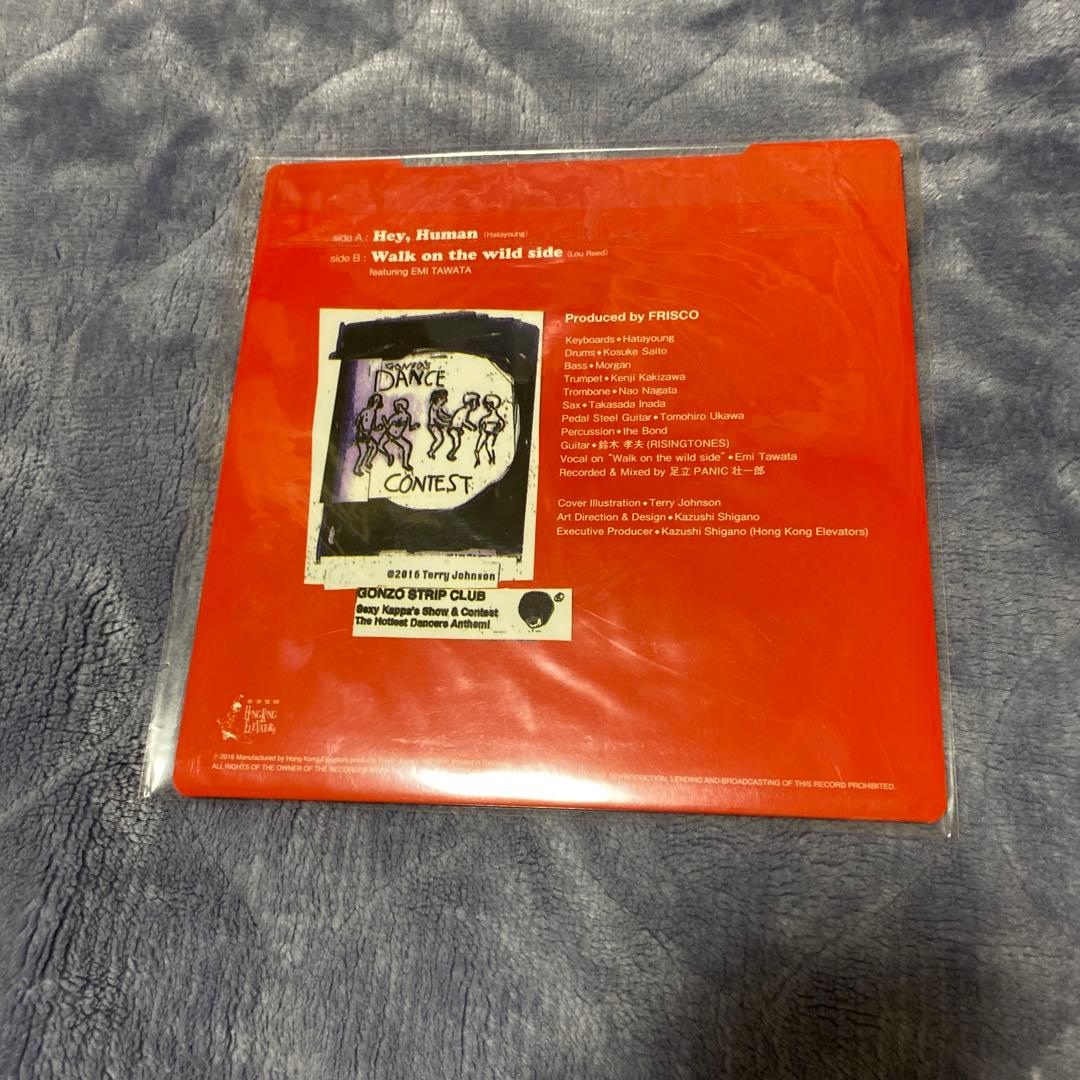 side A : Hey, Human (Hatayoung)
side B : Walk on the wild side (Lou Reed)
featuring EMI TAWATA
GONZO'S
DANCE
CONTEST
©2016 Terry Johnson
GONZO STRIP CLUB
Sexy Kappa's Show & Contest
The Hottest Dancers Anthem!
Produced by FRISCO
Keyboards◆Hatayoung
Drums◆Kosuke Saito
Bass◆Morgan
Trumpet◆Kenji Kakizawa
Trombone◆Nao Nagata
Sax◆Takasada Inada
Pedal Steel Guitar◆Tomohiro Ukawa
Percussion◆the Bond
Guitar◆鈴木 孝夫 (RISINGTONES)
Vocal on "Walk on the wild side"◆Emi Tawata
Recorded & Mixed by 足立 PANIC 壮一郎
Cover Illustration◆Terry Johnson
Art Direction & Design◆Kazushi Shigano
Executive Producer◆Kazushi Shigano (Hong Kong Elevators)
HONG KONG
ELEVATORS
℗2016 Manufactured by Hong Kong Elevators
ALL RIGHTS OF THE OWNER OF THE RECORDED WORK REPRODUCTION, LENDING AND BROADCASTING OF THIS RECORD PROHIBITED.